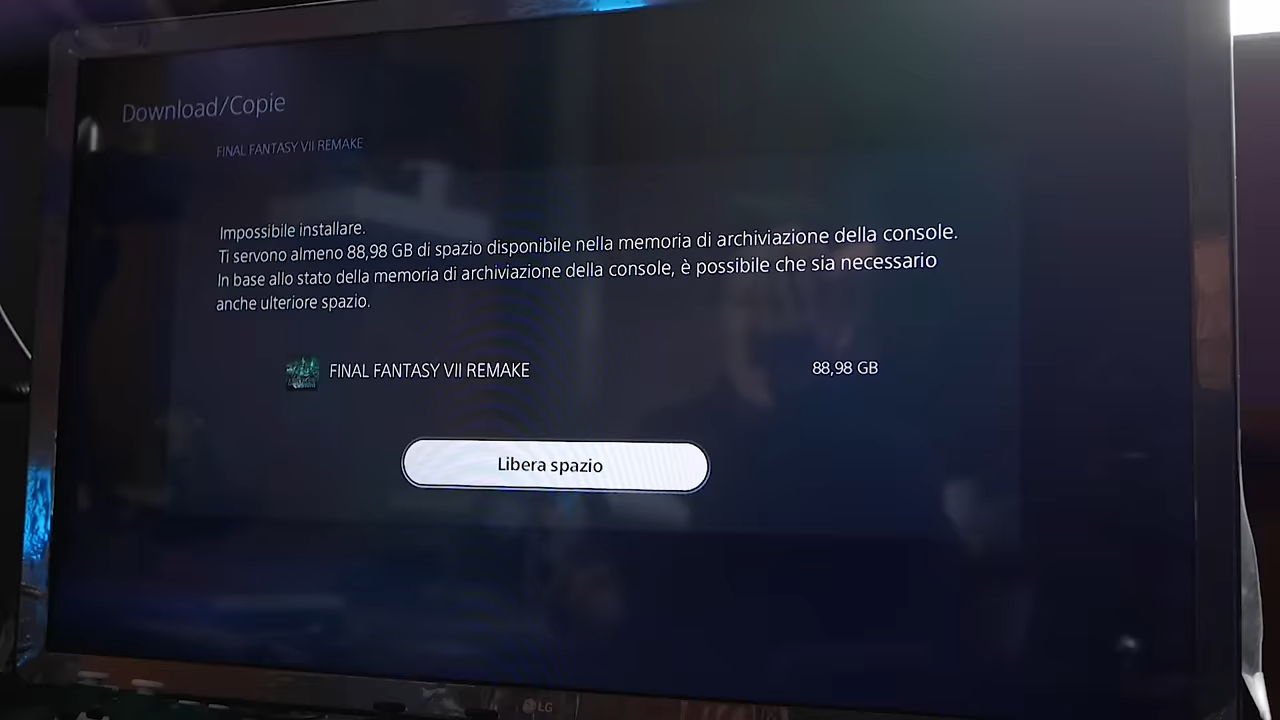 Download/Copie
FINAL FANTASY VII REMAKE
Impossibile installare.
Ti servono almeno 88,98 GB di spazio disponibile nella memoria di archiviazione della console.
In base allo stato della memoria di archiviazione della console, è possibile che sia necessario
anche ulteriore spazio.
FINAL FANTASY VII REMAKE
88,98 GB
Libera spazio
LG